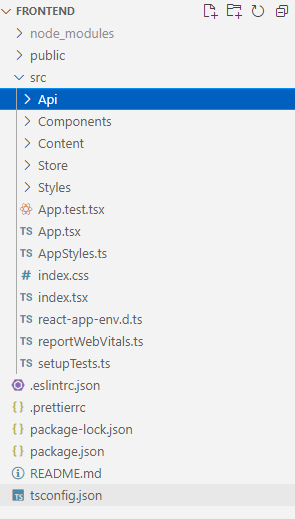 FRONTEND
node_modules
public
src
Api
Components
Content
Store
Styles
App.test.tsx
TS App.tsx
TS AppStyles.ts
# index.css
TS index.tsx
TS react-app-env.d.ts
TS reportWebVitals.ts
TS setupTests.ts
.eslintrc.json
{} .prettierrc
{} package-lock.json
{} package.json
README.md
TS tsconfig.json